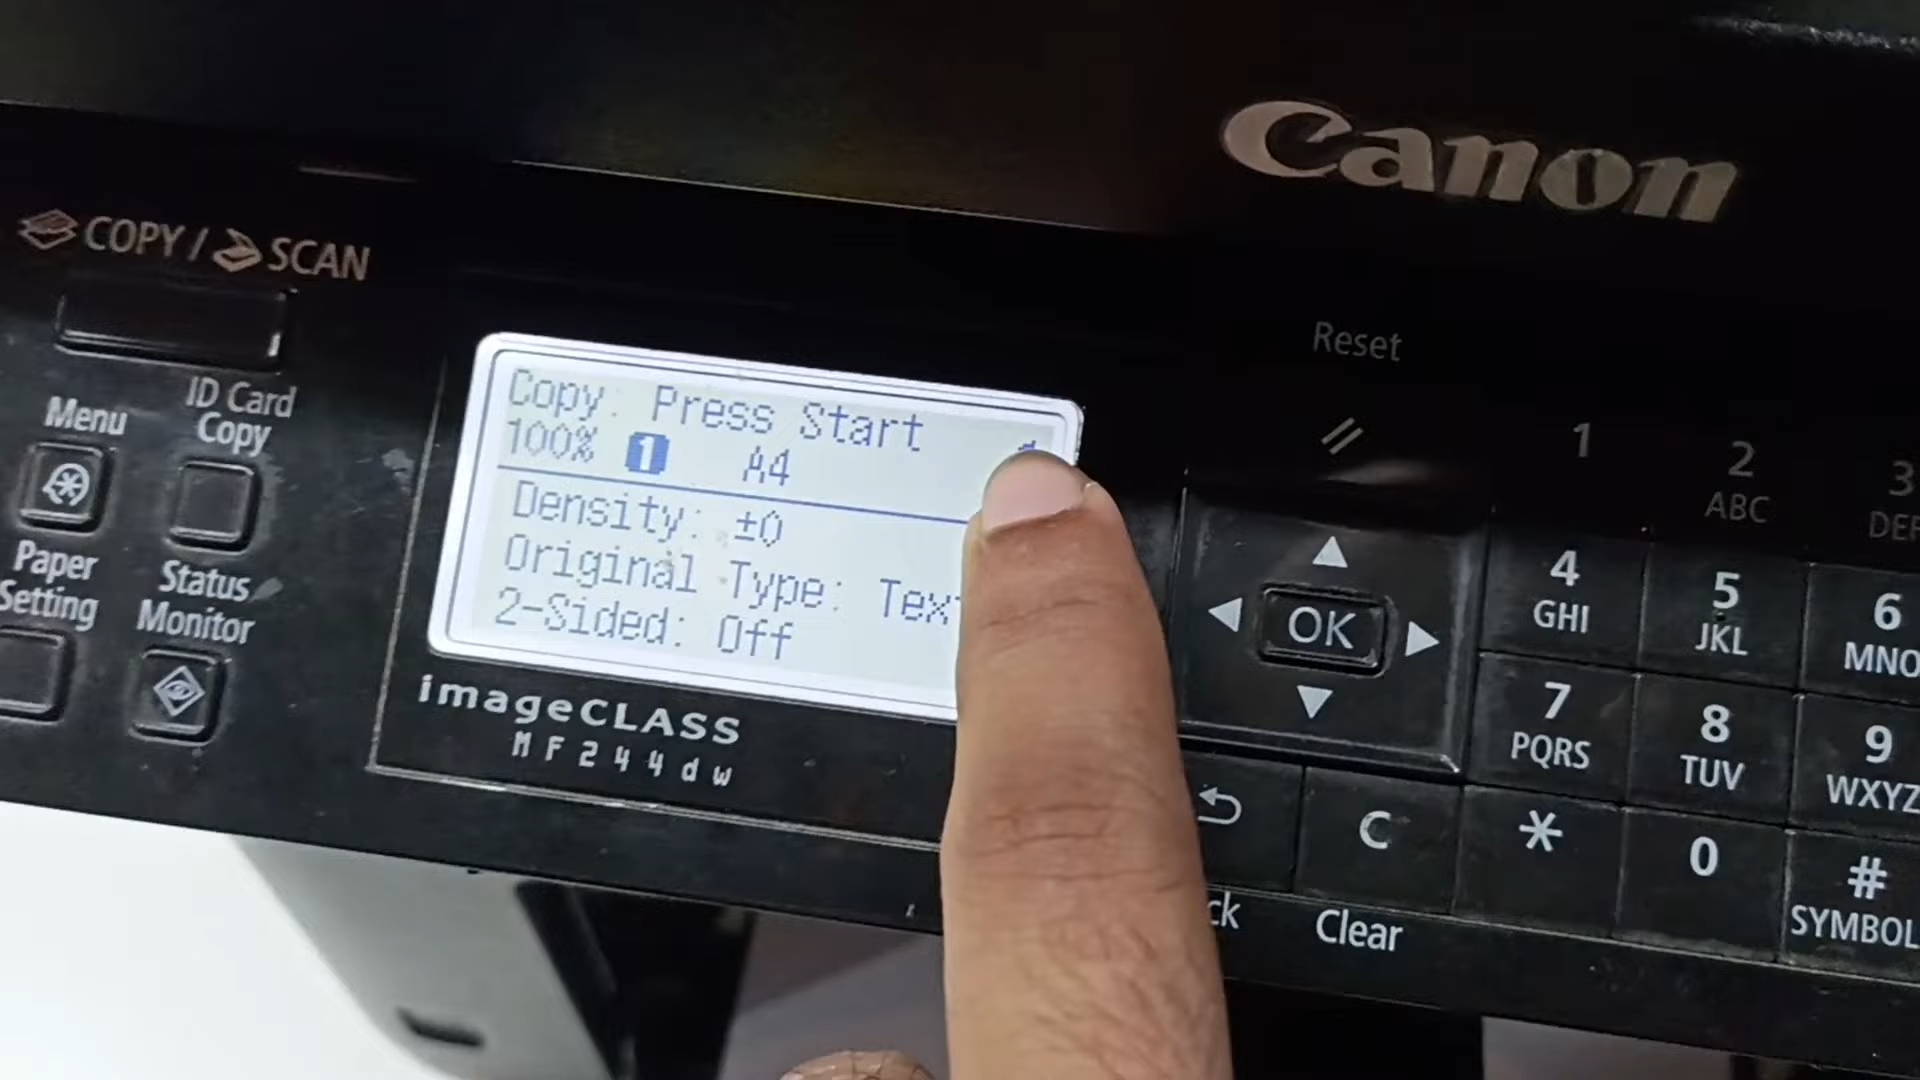 Canon
COPY / SCAN
Reset
ID Card
Copy
Menu
Copy: Press Start
100% 1 A4
Density: ±0
Original Type: Tex
2-Sided: Off
Paper
Setting
Status
Monitor
imageCLASS
MF244dw
OK
1
2
ABC
3
DEF
4
GHI
5
JKL
6
MNO
7
PQRS
8
TUV
9
WXYZ
C
*
0
#
SYMBOL
Clear